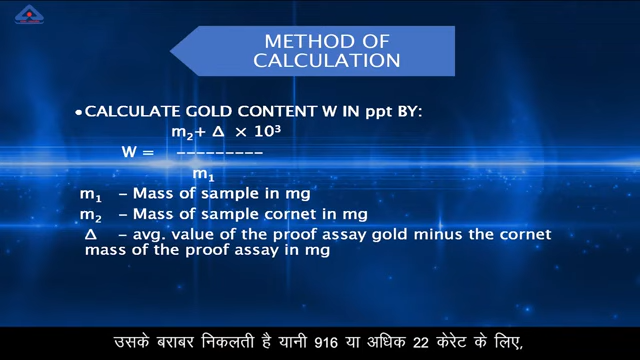 METHOD OF
CALCULATION
•CALCULATE GOLD CONTENT W IN ppt BY:
m₂+ Δ × 10³
W = ---------
m₁
m₁ – Mass of sample in mg
m₂ – Mass of sample cornet in mg
Δ – avg. value of the proof assay gold minus the cornet
mass of the proof assay in mg
उसके बराबर निकलती है यानी 916 या अधिक 22 केरेट के लिए,